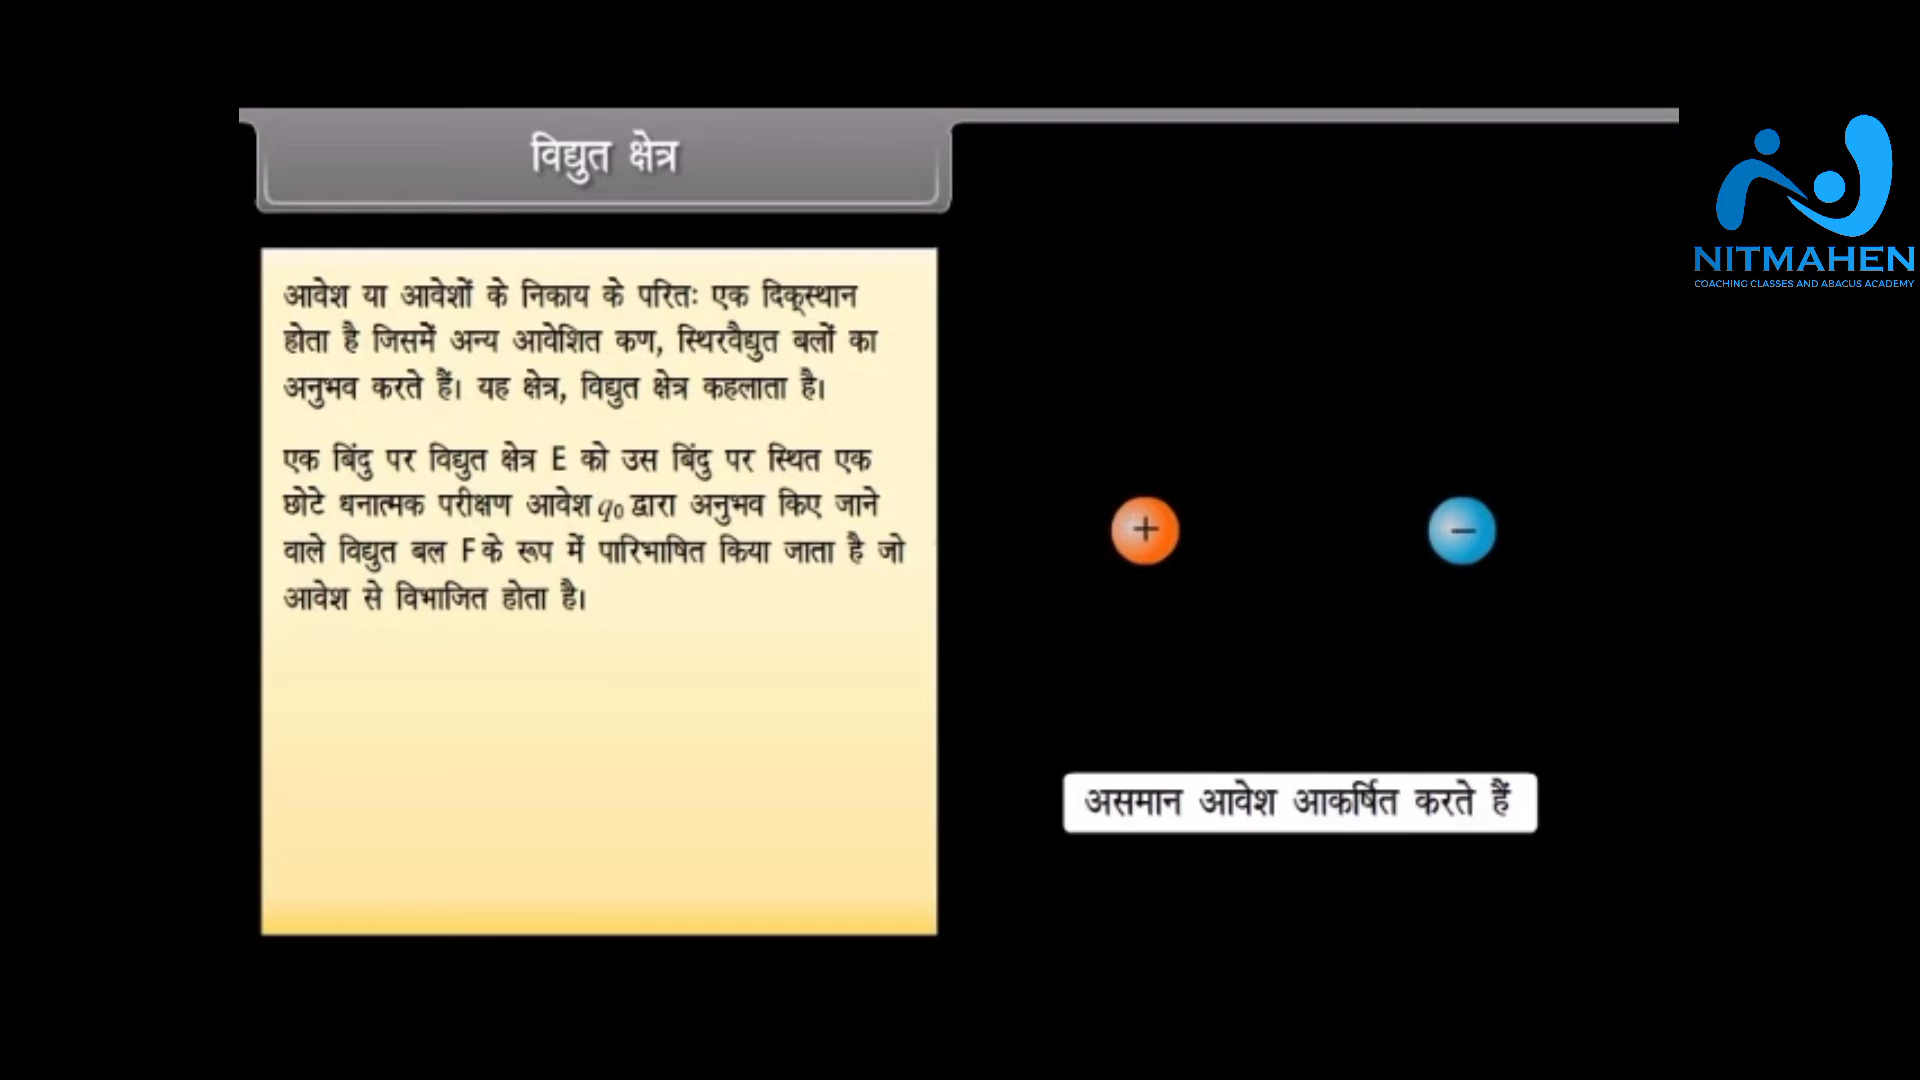 विद्युत क्षेत्र
आवेश या आवेशों के निकाय के परितः एक दिक्स्थान
होता है जिसमें अन्य आवेशित कण, स्थिरवैद्युत बलों का
अनुभव करते हैं। यह क्षेत्र, विद्युत क्षेत्र कहलाता है।
एक बिंदु पर विद्युत क्षेत्र E को उस बिंदु पर स्थित एक
छोटे धनात्मक परीक्षण आवेश q₀ द्वारा अनुभव किए जाने
वाले विद्युत बल F के रूप में पारिभाषित किया जाता है जो
आवेश से विभाजित होता है।
+ −
असमान आवेश आकर्षित करते हैं
NITMAHEN
COACHING CLASSES AND ABACUS ACADEMY